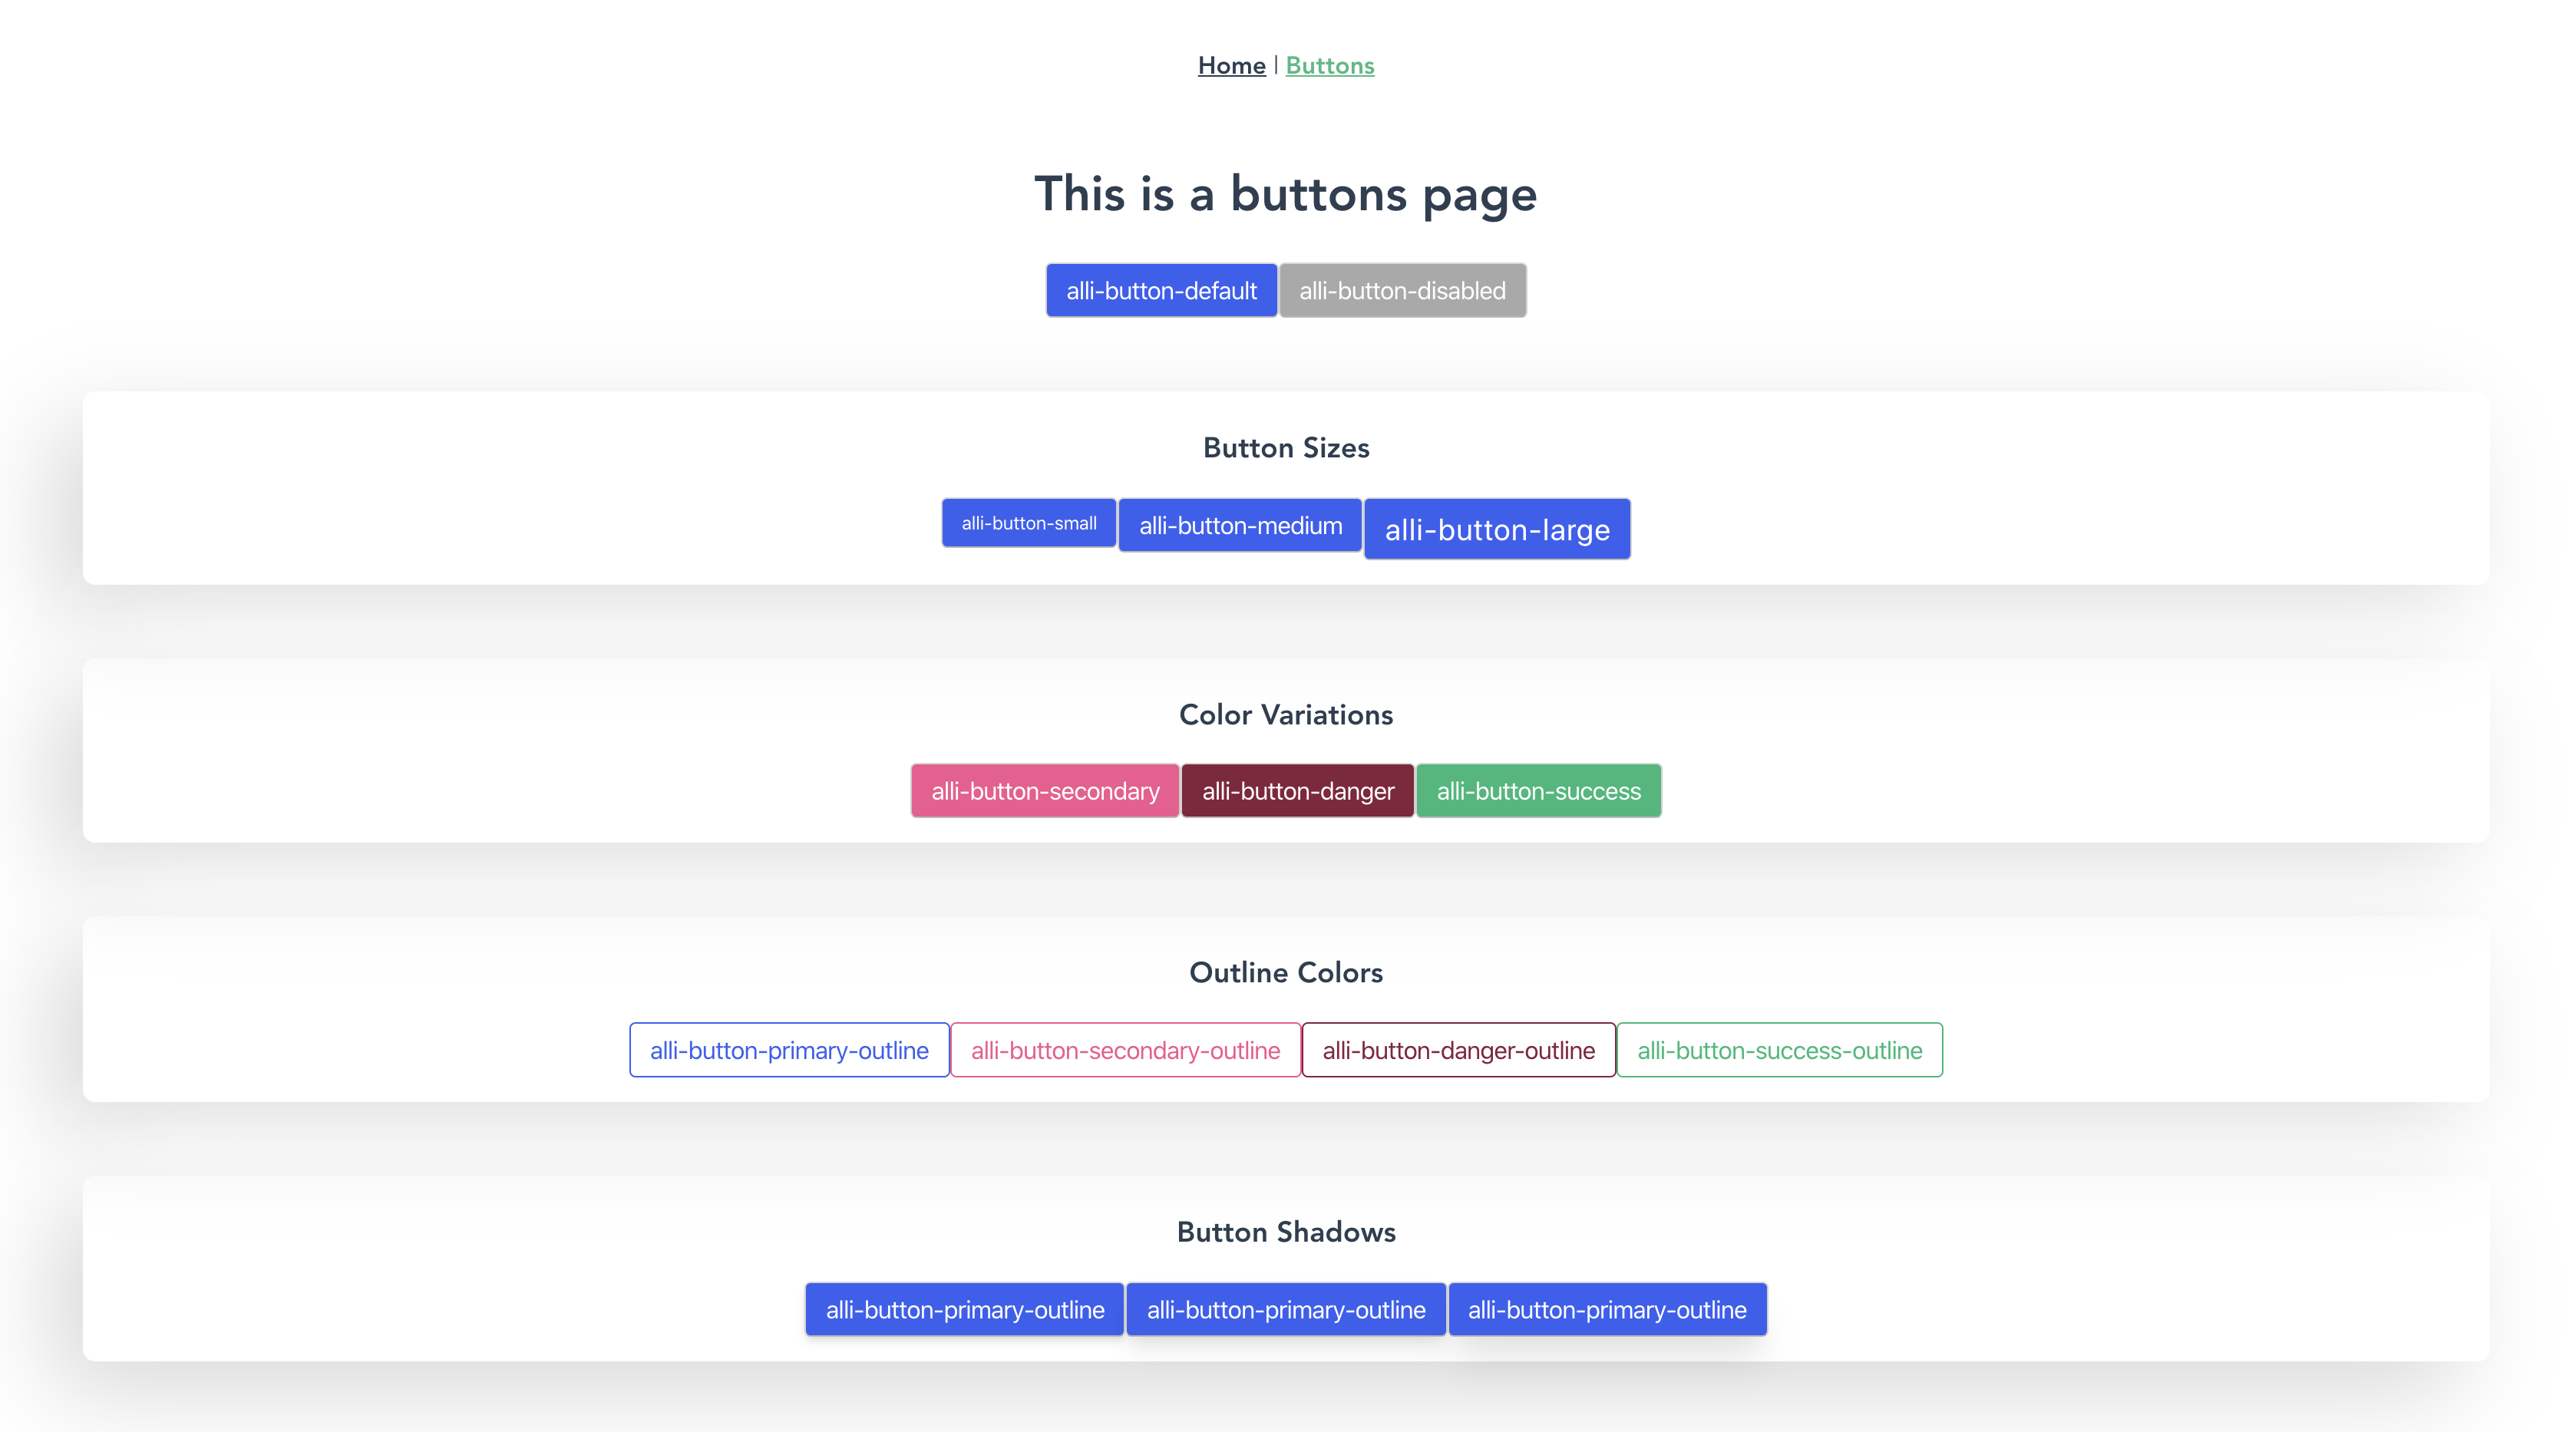 Home | Buttons
This is a buttons page
alli-button-default alli-button-disabled
Button Sizes
alli-button-small alli-button-medium alli-button-large
Color Variations
alli-button-secondary alli-button-danger alli-button-success
Outline Colors
alli-button-primary-outline alli-button-secondary-outline alli-button-danger-outline alli-button-success-outline
Button Shadows
alli-button-primary-outline alli-button-primary-outline alli-button-primary-outline